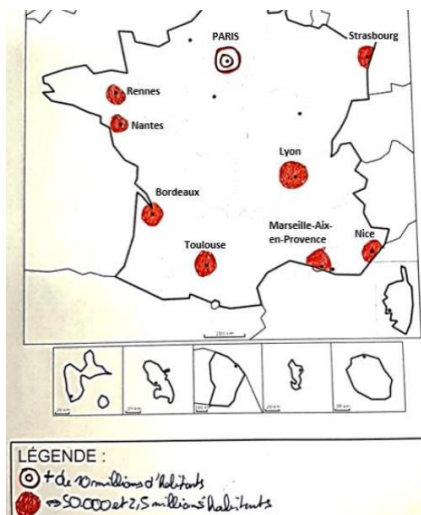 PARIS
Strasbourg
Rennes
Nantes
Lyon
Bordeaux
Toulouse
Marseille-Aix-
en-Provence
Nice
LÉGENDE :
+ de 10 millions d'habitants
50.000 et 2,5 millions habitants